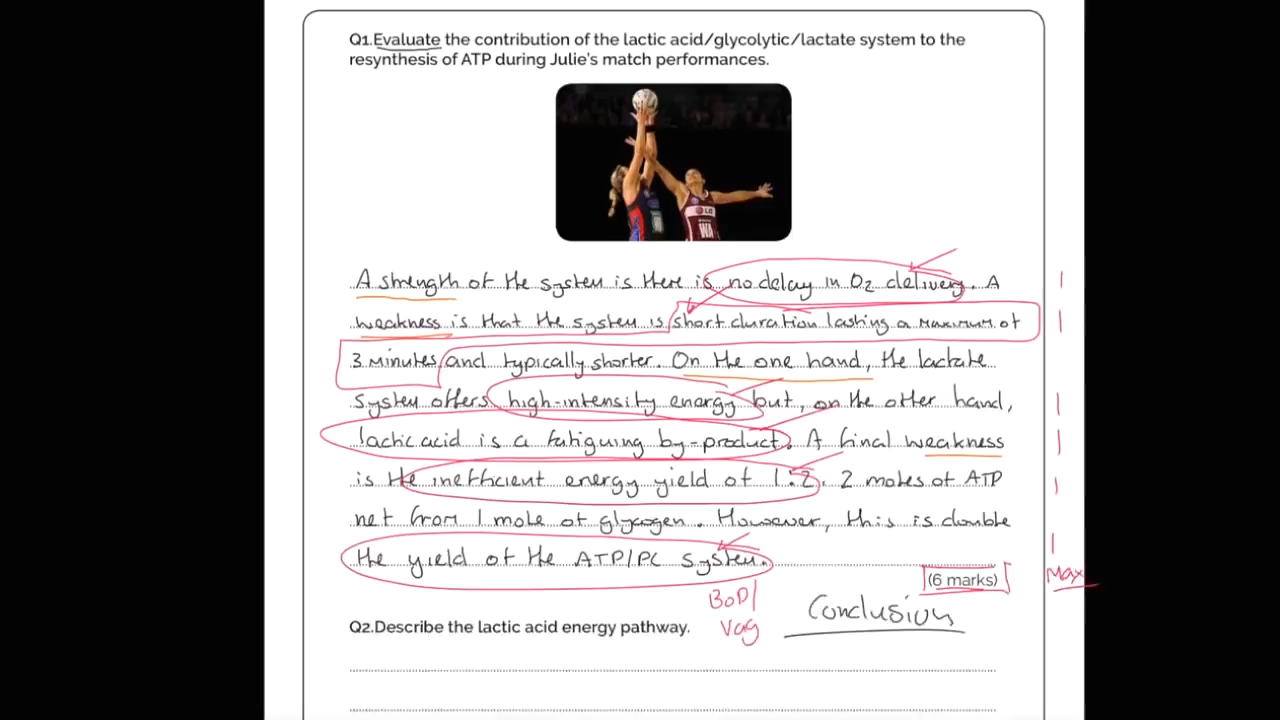 Q1.Evaluate the contribution of the lactic acid/glycolytic/lactate system to the
resynthesis of ATP during Julie's match performances.
LG
WA
A strength of the system is there is no delay in O2 delivery. A
weakness is that the system is short duration lasting a maximum of
3 minutes and typically shorter. On the one hand, the lactate
system offers high-intensity energy but, on the other hand,
lactic acid is a fatiguing by-product. A final weakness
is the inefficient energy yield of 1:2. 2 moles of ATP
net from 1 mole of glycogen. However, this is double
the yield of the ATP/PC system.
(6 marks)
Max
BOD/
Vag
Conclusion
Q2.Describe the lactic acid energy pathway.